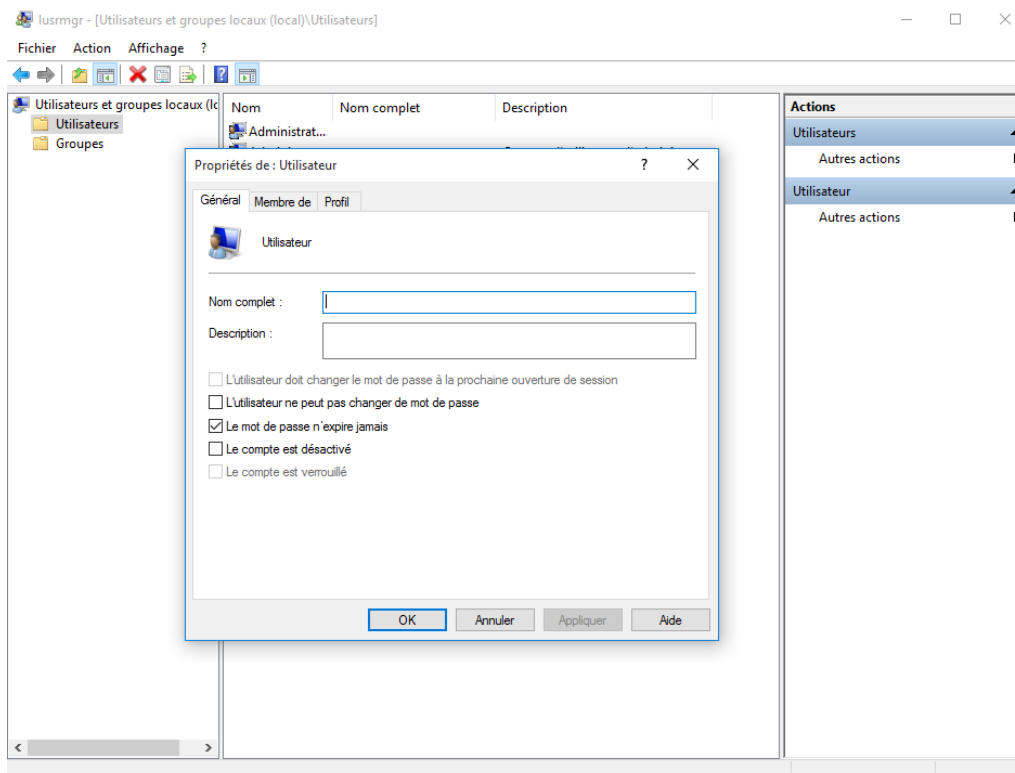 lusrmgr - [Utilisateurs et groupes locaux (local)\Utilisateurs]
Fichier Action Affichage ?
Utilisateurs et groupes locaux (lc
Utilisateurs
Groupes
Nom Nom complet Description
Administrat...
Actions
Utilisateurs
Autres actions
Utilisateur
Autres actions
Propriétés de : Utilisateur ?
Général Membre de Profil
Utilisateur
Nom complet :
Description :
L'utilisateur doit changer le mot de passe à la prochaine ouverture de session
L'utilisateur ne peut pas changer de mot de passe
Le mot de passe n'expire jamais
Le compte est désactivé
Le compte est verrouillé
OK Annuler Appliquer Aide